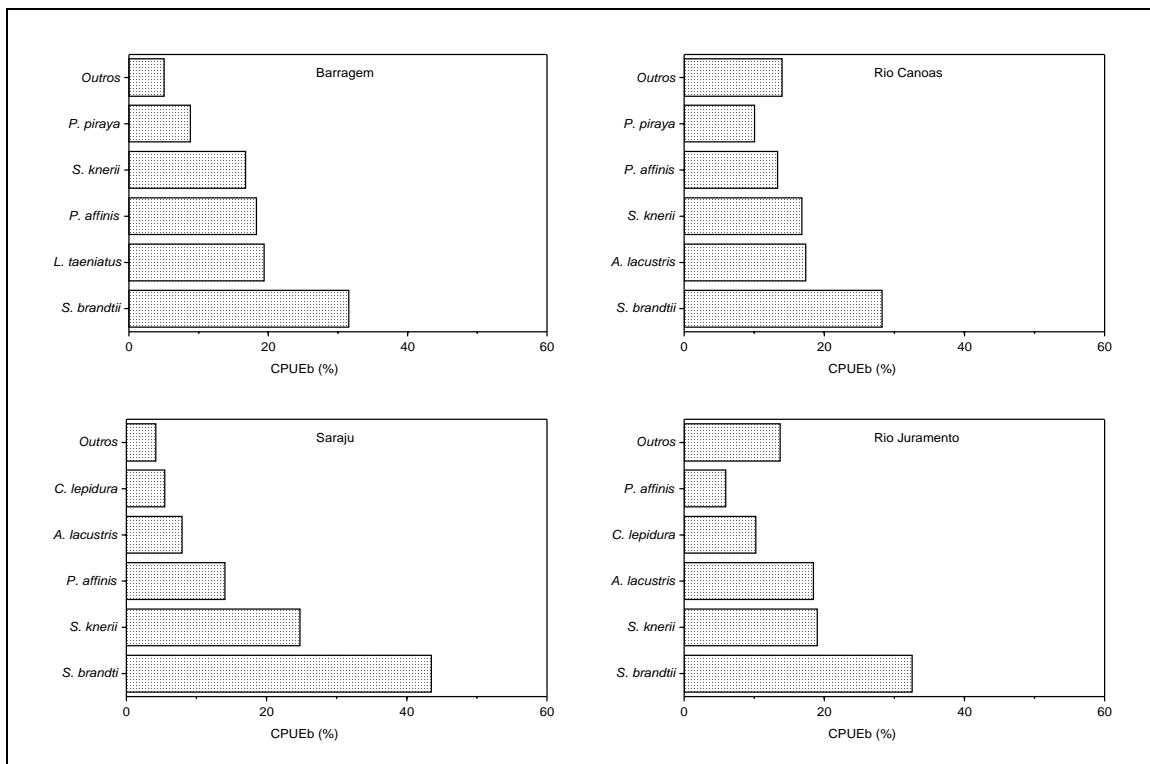 Barragem
Outros
P. piraya
S. knerii
P. affinis
L. taeniatus
S. brandtii
0 20 40 60
CPUEb (%)
Rio Canoas
Outros
P. piraya
P. affinis
S. knerii
A. lacustris
S. brandtii
0 20 40 60
CPUEb (%)
Saraju
Outros
C. lepidura
A. lacustris
P. affinis
S. knerii
S. brandti
0 20 40 60
CPUEb (%)
Rio Juramento
Outros
P. affinis
C. lepidura
A. lacustris
S. knerii
S. brandtii
0 20 40 60
CPUEb (%)